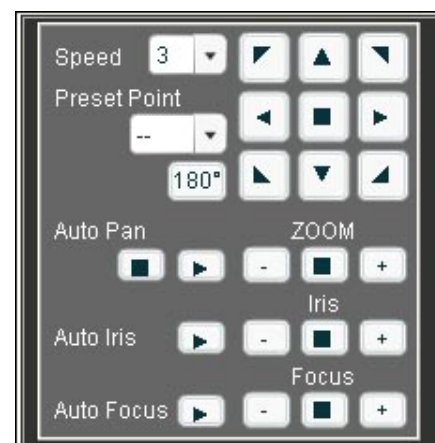 Speed 3
Preset Point
--
180°
Auto Pan ZOOM
- +
Iris
Auto Iris - +
Focus
Auto Focus - +